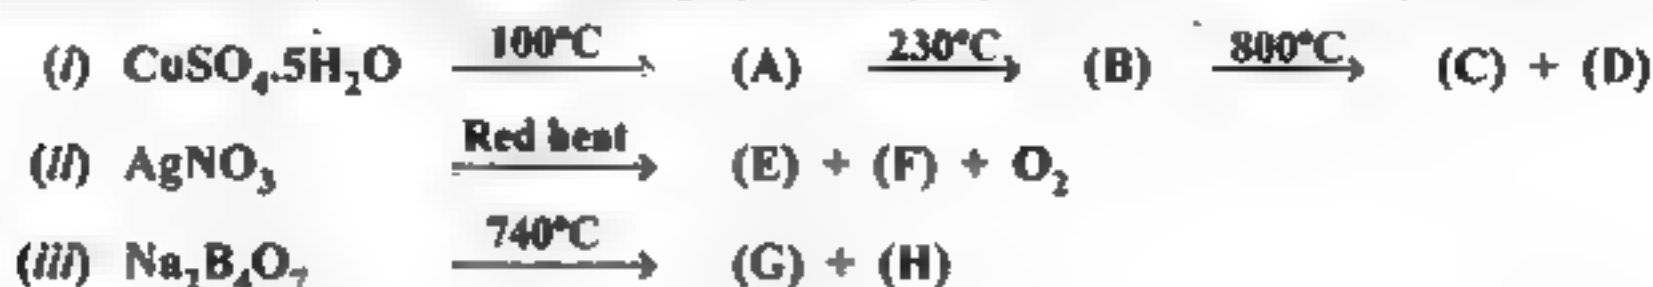 (i) CuSO₄.5H₂O 100°C (A) 230°C (B) 800°C (C) + (D)
(ii) AgNO₃ Red heat (E) + (F) + O₂
(iii) Na₂B₄O₇ 740°C (G) + (H)